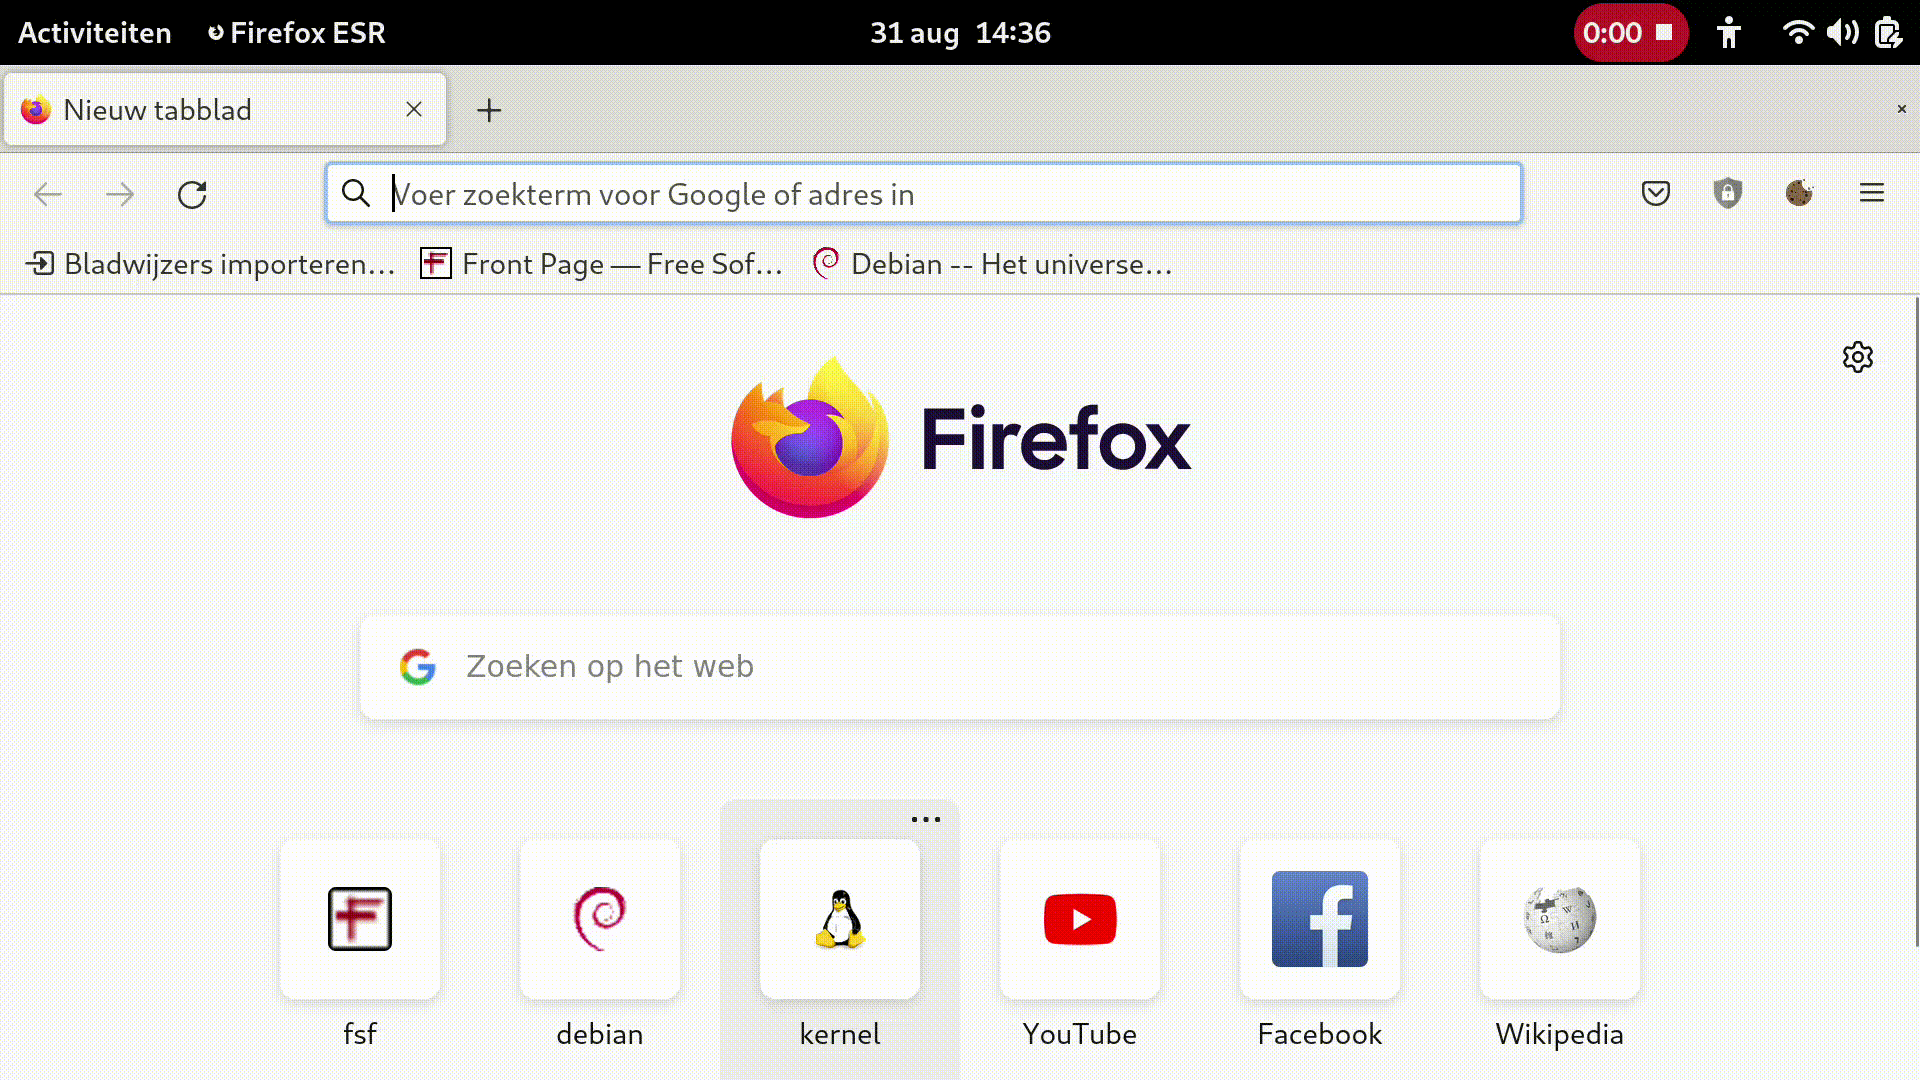 Activiteiten Firefox ESR 31 aug 14:36 0:00
Nieuw tabblad
Voer zoekterm voor Google of adres in
Bladwijzers importeren… Front Page — Free Sof… Debian -- Het universe…
Firefox
Zoeken op het web
fsf debian kernel YouTube Facebook Wikipedia